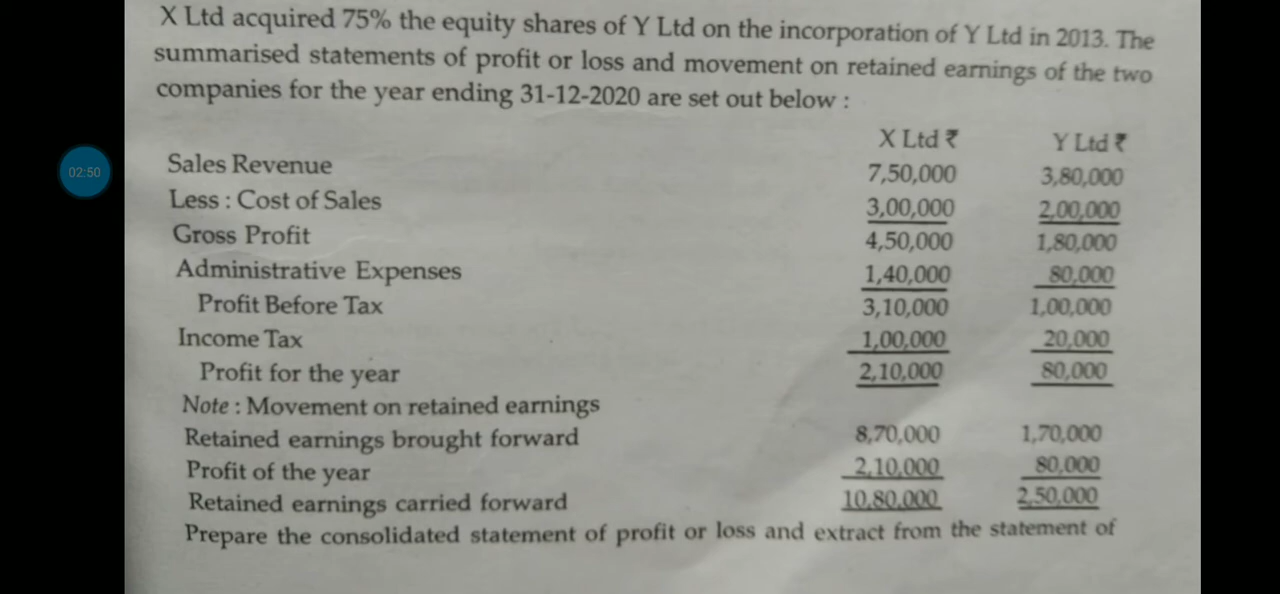 X Ltd acquired 75% the equity shares of Y Ltd on the incorporation of Y Ltd in 2013. The
summarised statements of profit or loss and movement on retained earnings of the two
companies for the year ending 31-12-2020 are set out below :
X Ltd ₹ Y Ltd ₹
02:50
Sales Revenue 7,50,000 3,80,000
Less : Cost of Sales 3,00,000 2,00,000
Gross Profit 4,50,000 1,80,000
Administrative Expenses 1,40,000 80,000
Profit Before Tax 3,10,000 1,00,000
Income Tax 1,00,000 20,000
Profit for the year 2,10,000 80,000
Note : Movement on retained earnings
Retained earnings brought forward 8,70,000 1,70,000
Profit of the year 2,10,000 80,000
Retained earnings carried forward 10,80,000 2,50,000
Prepare the consolidated statement of profit or loss and extract from the statement of